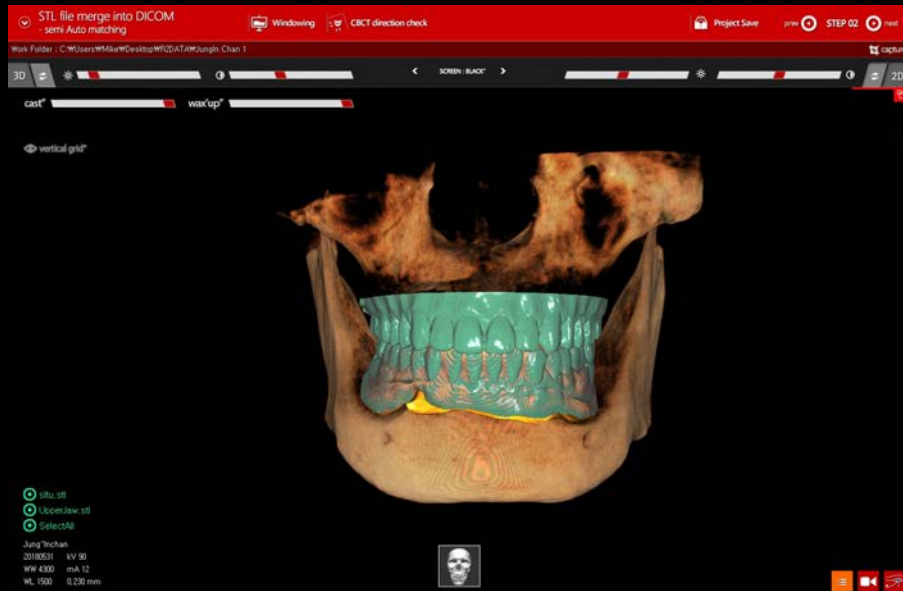 STL file merge into DICOM
- semi Auto matching
Windowing
CBCT direction check
Project Save
prev
STEP 02
next
Work Folder : C:₩Users₩Mike₩Desktop₩R2DATA₩JungIn Chan 1
capture
3D
SCREEN : BLACK"
2D
cast"
wax'up"
vertical grid"
situ.stl
UpperJaw.stl
SelectAll
Jung"Inchan
20180531 kV 90
WW 4300 mA 12
WL 1500 0.230 mm